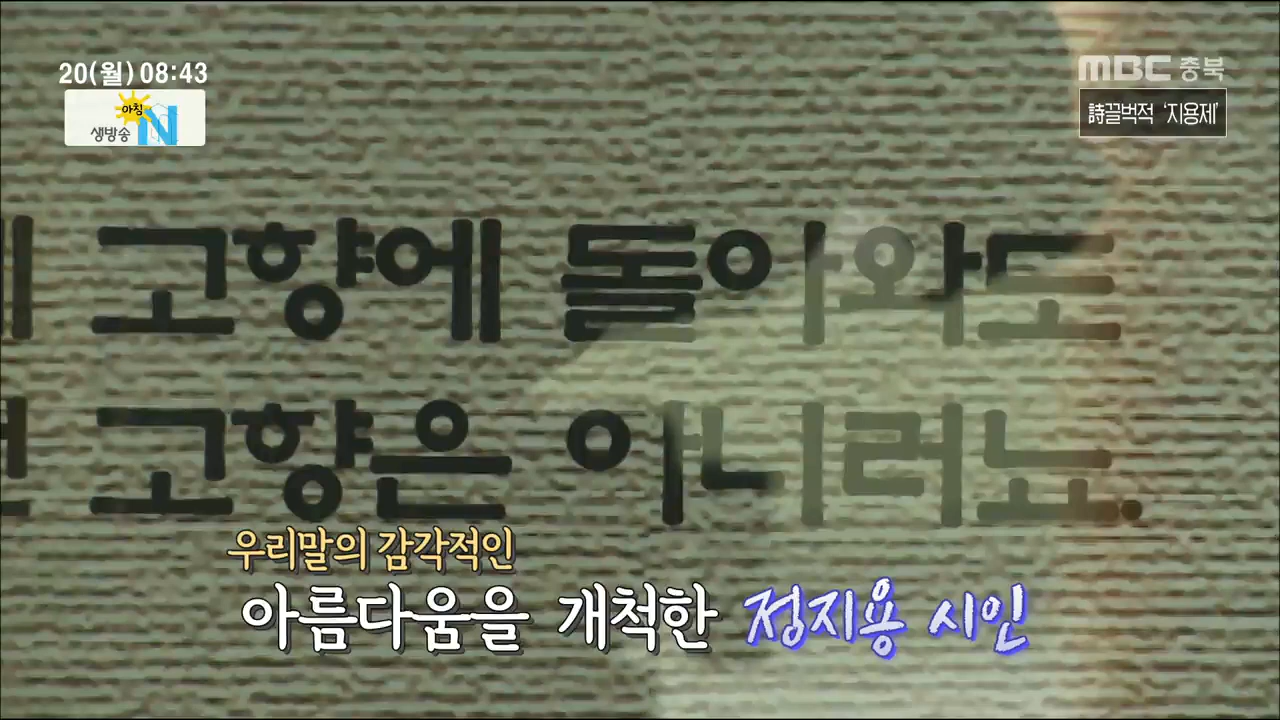 20(월) 08:43
MBC 충북
아침
생방송 N
詩끌벅적 '지용제'
고향에 돌아와도
고향은 아니러뇨.
우리말의 감각적인
아름다움을 개척한 정지용 시인